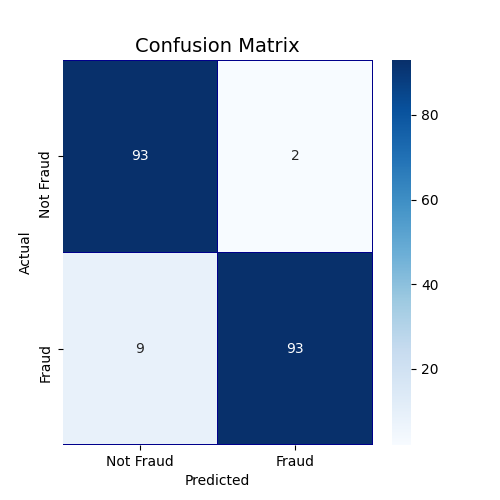 Confusion Matrix
Actual
Not Fraud
Fraud
93
2
9
93
Not Fraud
Fraud
Predicted
80
60
40
20